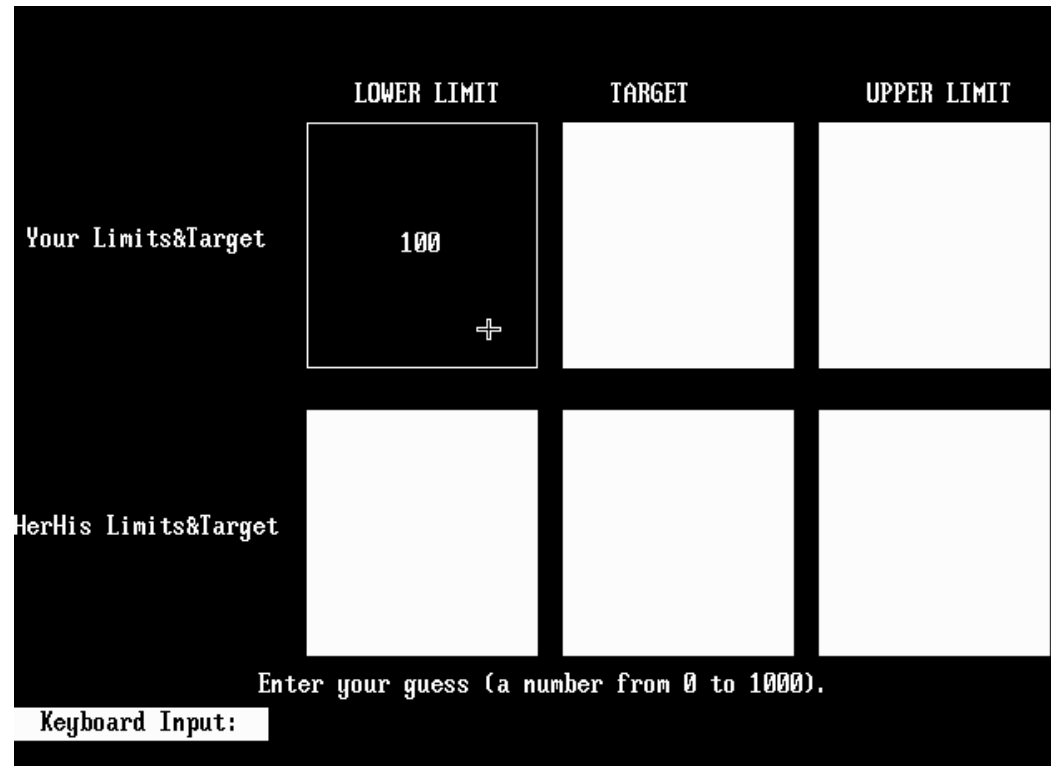 LOWER LIMIT TARGET UPPER LIMIT
Your Limits&Target 100
HerHis Limits&Target
Enter your guess (a number from 0 to 1000).
Keyboard Input: